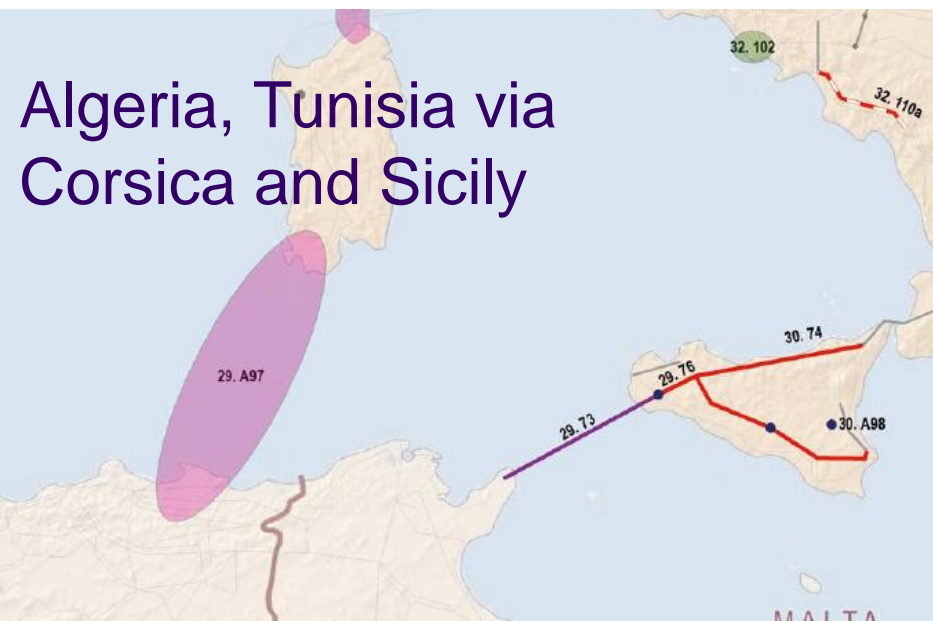 32. 102
Algeria, Tunisia via
Corsica and Sicily
32. 110a
30. 74
29. A97
29. 76
29. 73
30. A98
MALTA